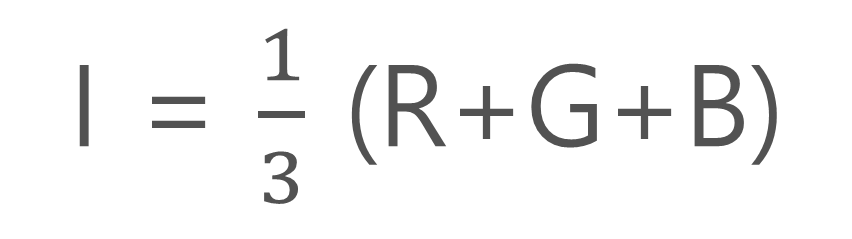 I = 1/3 (R+G+B)